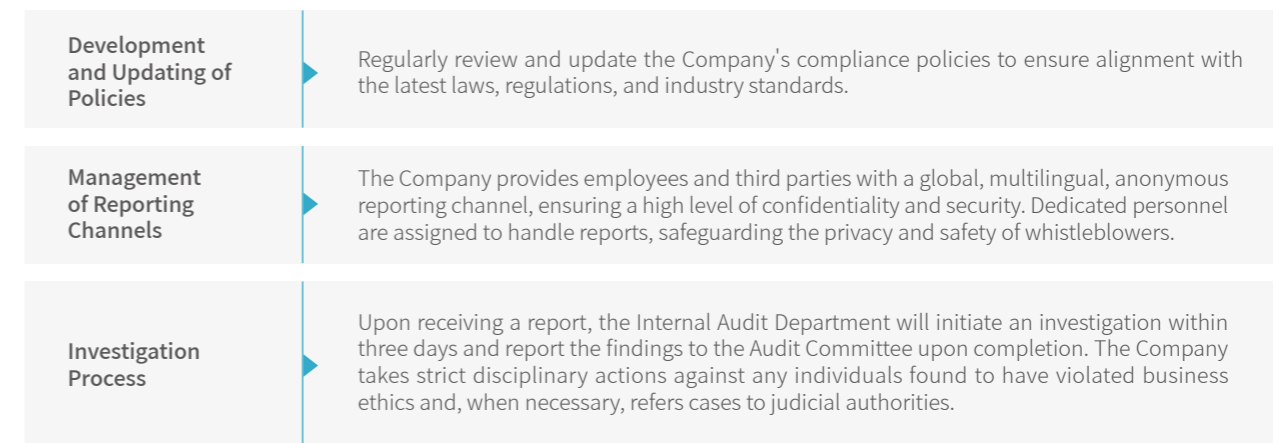 Development
and Updating of
Policies
Regularly review and update the Company's compliance policies to ensure alignment with
the latest laws, regulations, and industry standards.
Management
of Reporting
Channels
The Company provides employees and third parties with a global, multilingual, anonymous
reporting channel, ensuring a high level of confidentiality and security. Dedicated personnel
are assigned to handle reports, safeguarding the privacy and safety of whistleblowers.
Investigation
Process
Upon receiving a report, the Internal Audit Department will initiate an investigation within
three days and report the findings to the Audit Committee upon completion. The Company
takes strict disciplinary actions against any individuals found to have violated business
ethics and, when necessary, refers cases to judicial authorities.